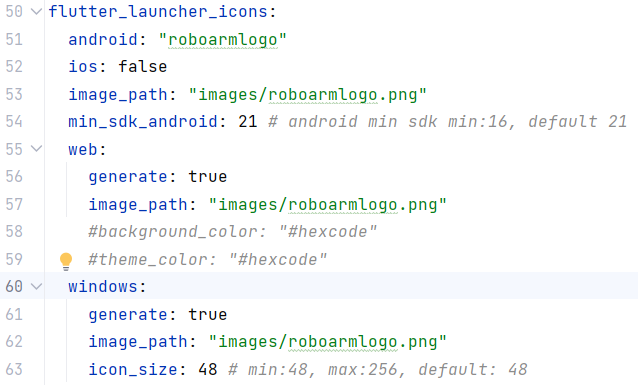 50 flutter_launcher_icons:
51 android: "roboarmlogo"
52 ios: false
53 image_path: "images/roboarmlogo.png"
54 min_sdk_android: 21 # android min sdk min:16, default 21
55 web:
56 generate: true
57 image_path: "images/roboarmlogo.png"
58 #background_color: "#hexcode"
59 #theme_color: "#hexcode"
60 windows:
61 generate: true
62 image_path: "images/roboarmlogo.png"
63 icon_size: 48 # min:48, max:256, default: 48